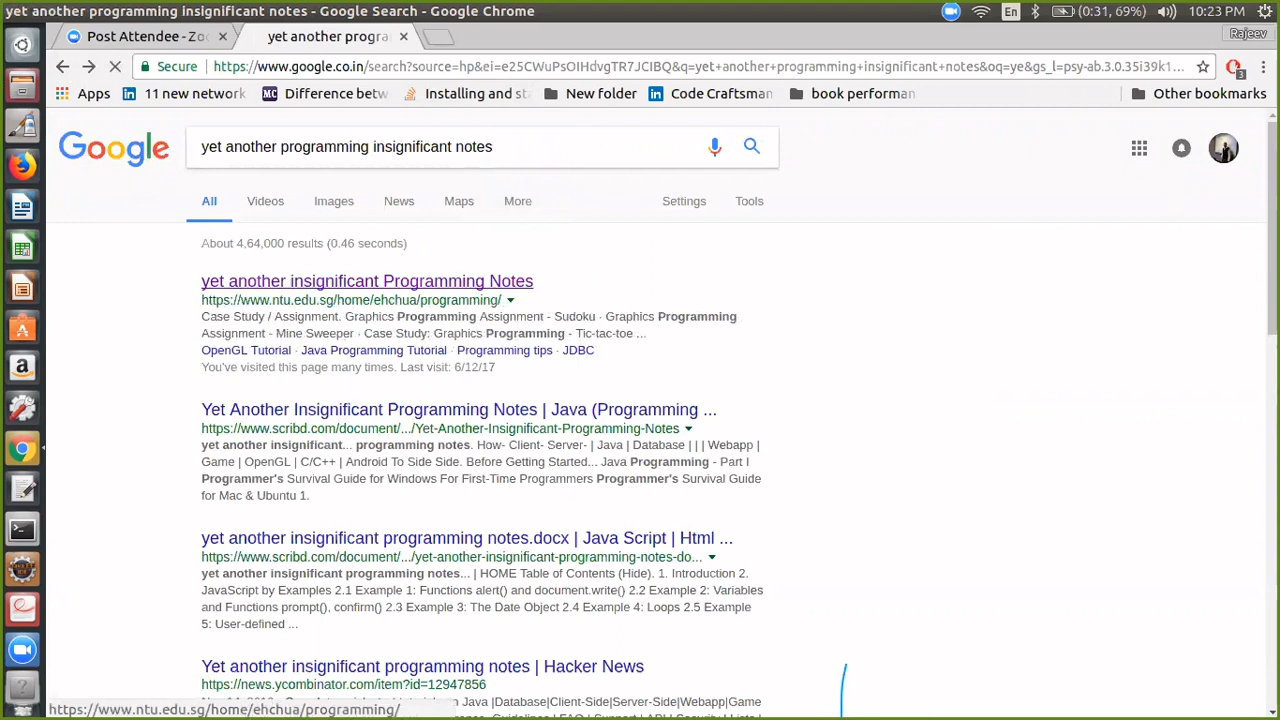 yet another programming insignificant notes - Google Search - Google Chrome
En
(0:31, 69%)
10:23 PM
Post Attendee - Zoo
yet another progra
Rajeev
Secure
https://www.google.co.in/search?source=hp&ei=e25CWuPsOIHdvgTR7JCIBQ&q=yet+another+programming+insignificant+notes&oq=ye&gs_l=psy-ab.3.0.35i39k1...
3
Apps
11 new network
Difference betw
Installing and st
New folder
Code Craftsm
book performan
Other bookmarks
Google
yet another programming insignificant notes
All
Videos
Images
News
Maps
More
Settings
Tools
About 4,64,000 results (0.46 seconds)
yet another insignificant Programming Notes
https://www.ntu.edu.sg/home/ehchua/programming/
Case Study / Assignment. Graphics Programming Assignment - Sudoku · Graphics Programming
Assignment - Mine Sweeper · Case Study: Graphics Programming - Tic-tac-toe ...
OpenGL Tutorial · Java Programming Tutorial · Programming tips · JDBC
You've visited this page many times. Last visit: 6/12/17
Yet Another Insignificant Programming Notes | Java (Programming ...
https://www.scribd.com/document/.../Yet-Another-Insignificant-Programming-Notes
yet another insignificant... programming notes. How- Client- Server- | Java | Database | | | Webapp |
Game | OpenGL | C/C++ | Android To Side Side. Before Getting Started... Java Programming - Part I
Programmer's Survival Guide for Windows For First-Time Programmers Programmer's Survival Guide
for Mac & Ubuntu 1.
yet another insignificant programming notes.docx | Java Script | Html ...
https://www.scribd.com/document/.../yet-another-insignificant-programming-notes-do...
yet another insignificant programming notes... | HOME Table of Contents (Hide). 1. Introduction 2.
JavaScript by Examples 2.1 Example 1: Functions alert() and document.write() 2.2 Example 2: Variables
and Functions prompt(), confirm() 2.3 Example 3: The Date Object 2.4 Example 4: Loops 2.5 Example
5: User-defined ...
Yet another insignificant programming notes | Hacker News
https://news.ycombinator.com/item?id=12947856
Java |Database|Client-Side|Server-Side|Webapp|Game
https://www.ntu.edu.sg/home/ehchua/programming/